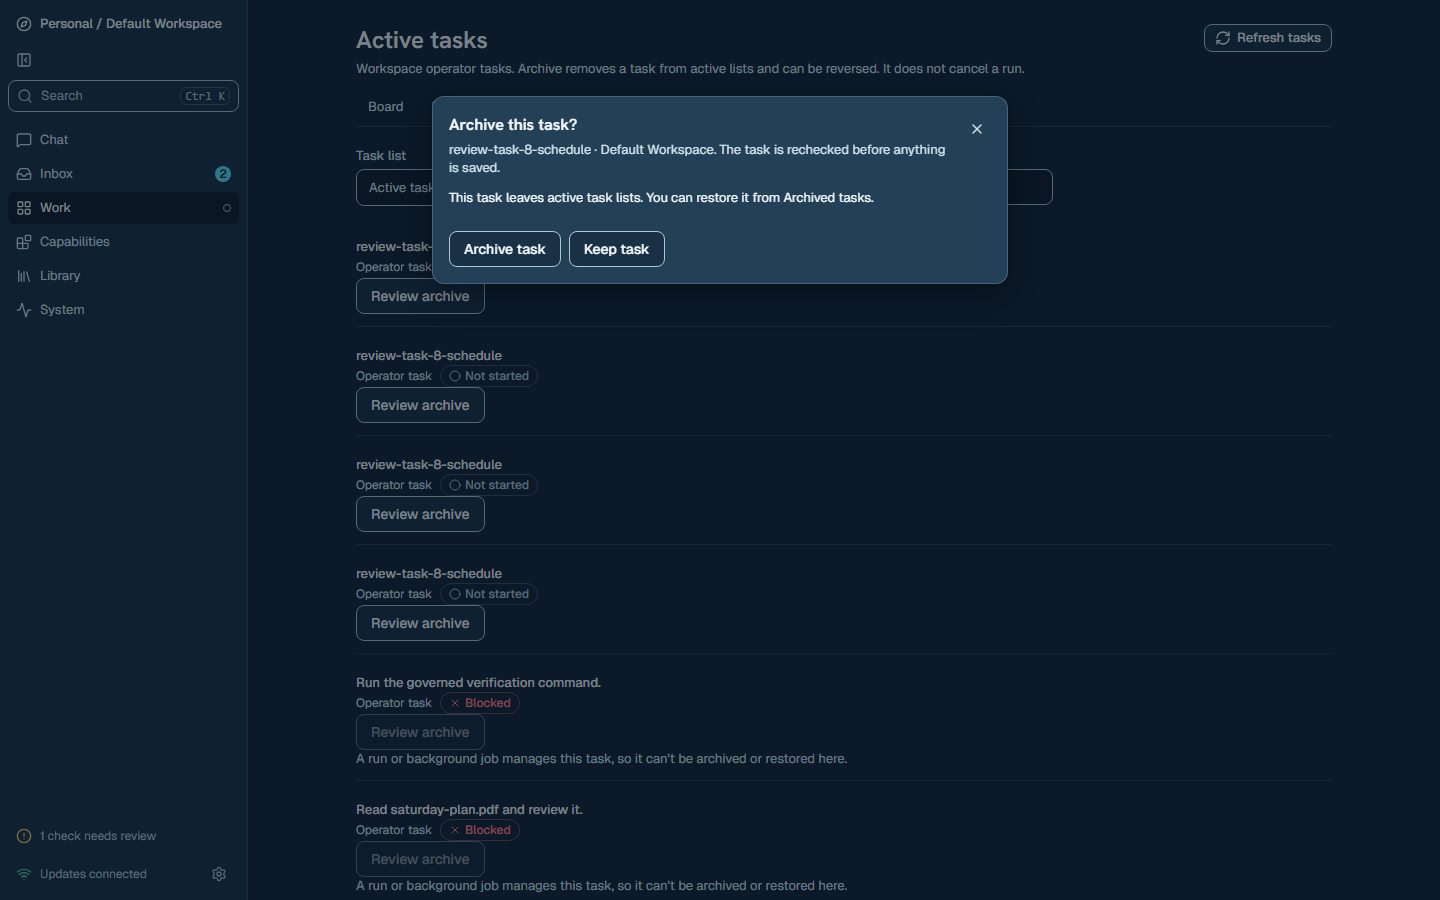 Personal / Default Workspace
Search Ctrl K
Chat
Inbox 2
Work
Capabilities
Library
System
1 check needs review
Updates connected
Active tasks
Refresh tasks
Workspace operator tasks. Archive removes a task from active lists and can be reversed. It does not cancel a run.
Board
Task list
Active task
Archive this task?
review-task-8-schedule · Default Workspace. The task is rechecked before anything
is saved.
This task leaves active task lists. You can restore it from Archived tasks.
Archive task
Keep task
review-task-
Operator task
Review archive
review-task-8-schedule
Operator task Not started
Review archive
review-task-8-schedule
Operator task Not started
Review archive
review-task-8-schedule
Operator task Not started
Review archive
Run the governed verification command.
Operator task Blocked
Review archive
A run or background job manages this task, so it can't be archived or restored here.
Read saturday-plan.pdf and review it.
Operator task Blocked
Review archive
A run or background job manages this task, so it can't be archived or restored here.